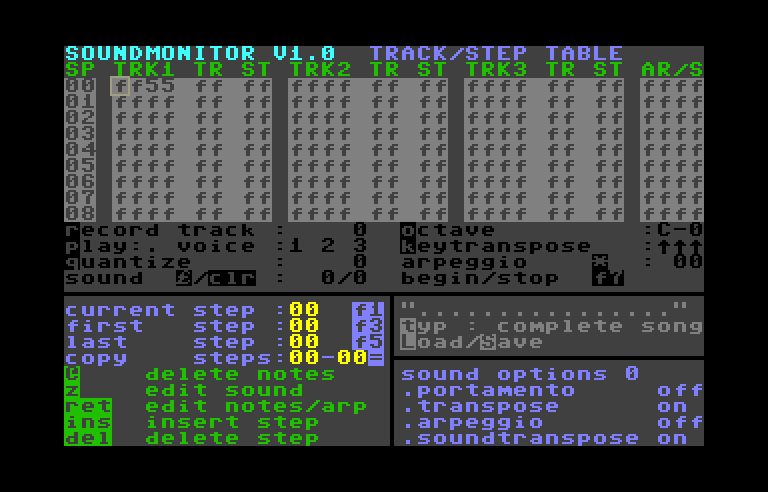 SOUNDMONITOR V1.0 TRACK/STEP TABLE
SP TRK1 TR ST TRK2 TR ST TRK3 TR ST AR/S
00 ff55 ff ff ffff ff ff ffff ff ff ffff
01 ffff ff ff ffff ff ff ffff ff ff ffff
02 ffff ff ff ffff ff ff ffff ff ff ffff
03 ffff ff ff ffff ff ff ffff ff ff ffff
04 ffff ff ff ffff ff ff ffff ff ff ffff
05 ffff ff ff ffff ff ff ffff ff ff ffff
06 ffff ff ff ffff ff ff ffff ff ff ffff
07 ffff ff ff ffff ff ff ffff ff ff ffff
08 ffff ff ff ffff ff ff ffff ff ff ffff
record track : 0 octave :C-0
play:. voice :1 2 3 keytranspose :↑↑↑
quantize : 0 arpeggio * : 00
sound £/clr : 0/0 begin/stop f7
current step :00 f1
first step :00 f3
last step :00 f5
copy steps:00-00=
"................"
typ : complete song
Load/Save
C delete notes
z edit sound
ret edit notes/arp
ins insert step
del delete step
sound options 0
.portamento off
.transpose on
.arpeggio off
.soundtranspose on